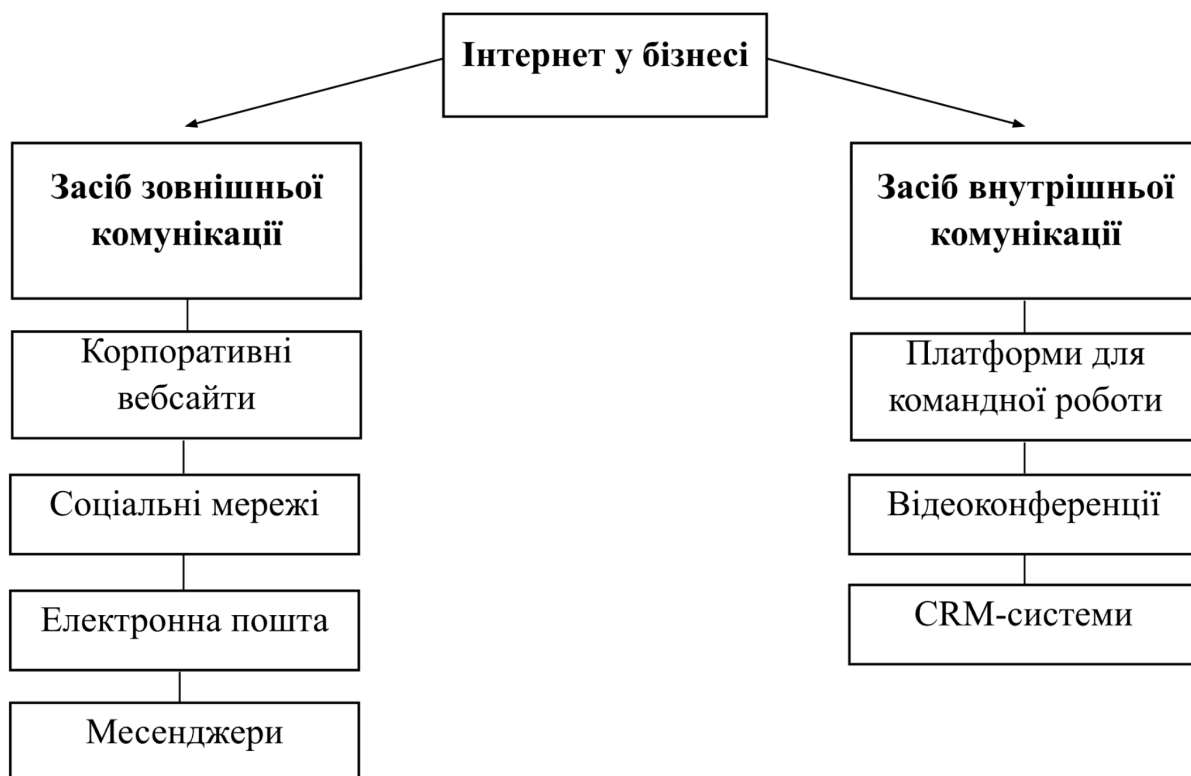 Інтернет у бізнесі
Засіб зовнішньої
комунікації
Корпоративні
вебсайти
Соціальні мережі
Електронна пошта
Месенджери
Засіб внутрішньої
комунікації
Платформи для
командної роботи
Відеоконференції
CRM-системи